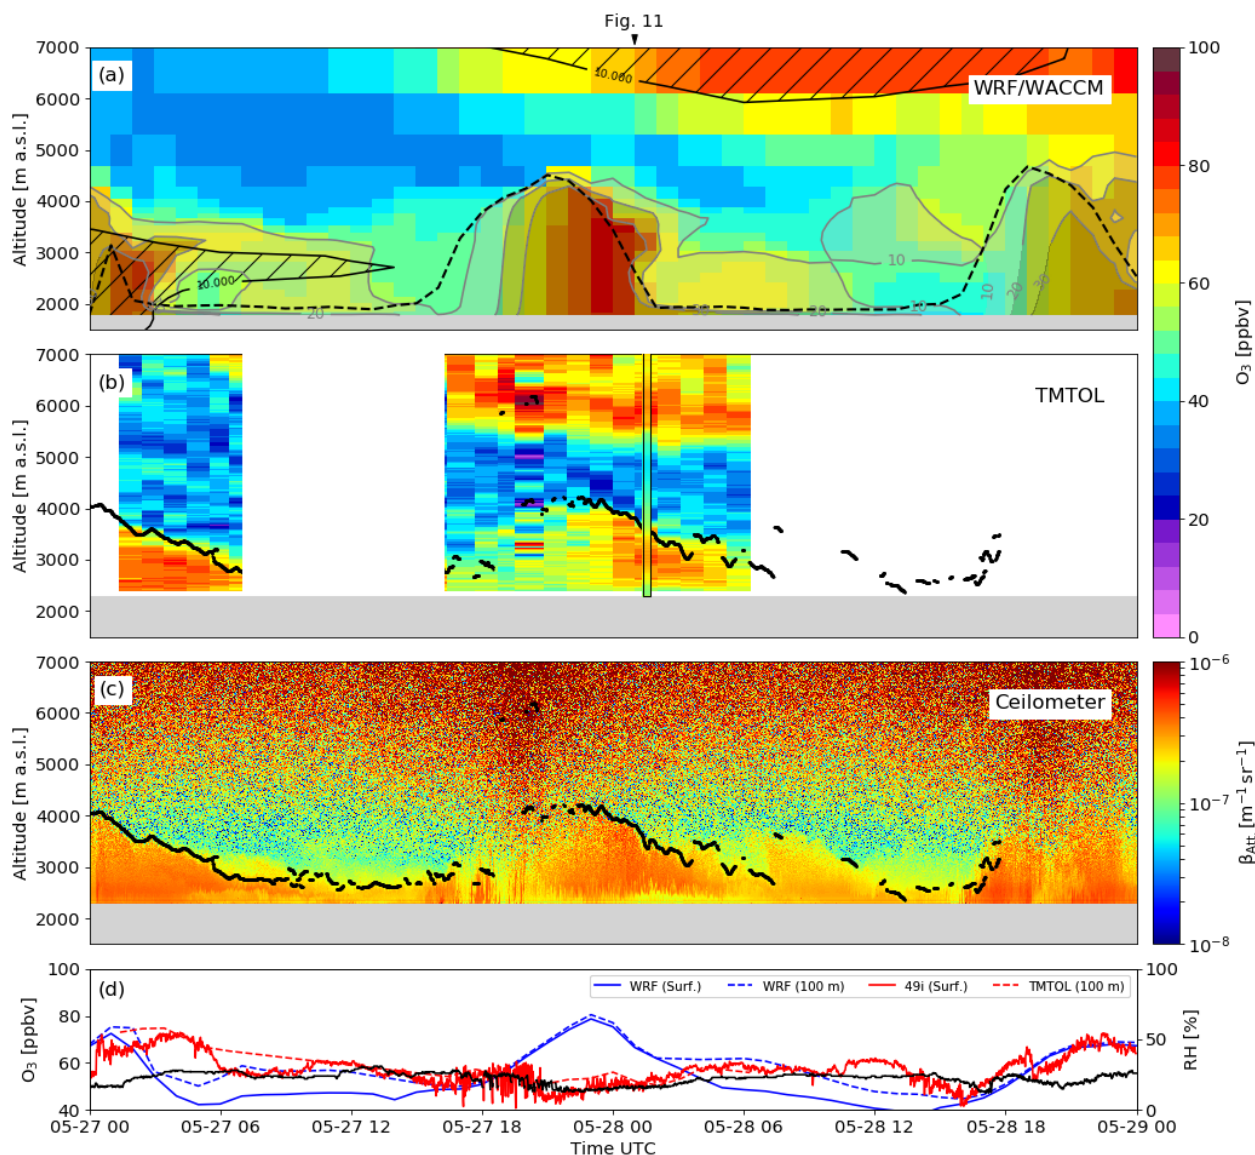 Fig. 11
7000
6000
5000
4000
3000
2000
Altitude [m a.s.l.]
(a)
WRF/WACCM
10.000
10.000
20
30
20
10
10
10
20
30
100
80
60
40
20
0
O₃ [ppbv]
7000
6000
5000
4000
3000
2000
Altitude [m a.s.l.]
(b)
TMTOL
7000
6000
5000
4000
3000
2000
Altitude [m a.s.l.]
(c)
Ceilometer
10⁻⁶
10⁻⁷
10⁻⁸
β_Att. [m⁻¹ sr⁻¹]
100
80
60
40
O₃ [ppbv]
(d)
WRF (Surf.)
WRF (100 m)
49i (Surf.)
TMTOL (100 m)
100
50
0
RH [%]
05-27 00
05-27 06
05-27 12
05-27 18
05-28 00
05-28 06
05-28 12
05-28 18
05-29 00
Time UTC